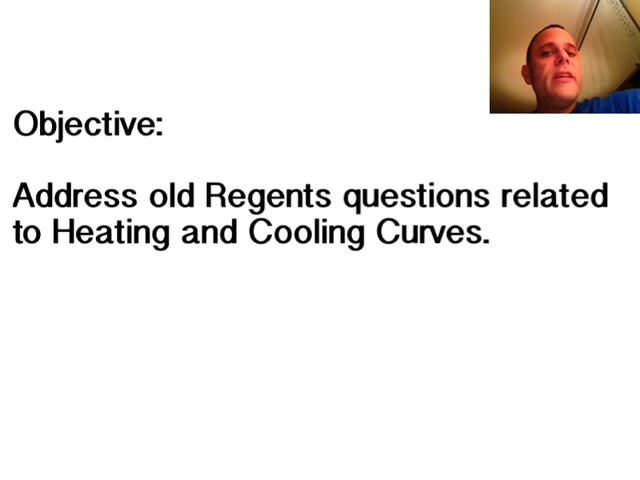 Objective:
Address old Regents questions related
to Heating and Cooling Curves.